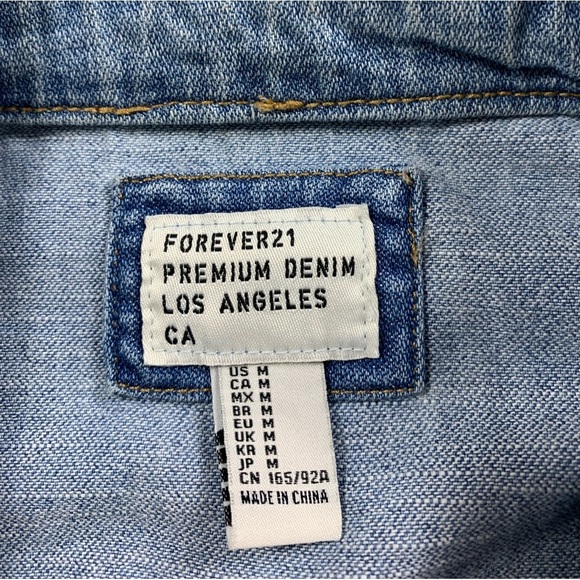 FOREVER21
PREMIUM DENIM
LOS ANGELES
CA
US M
CA M
MX M
BR M
EU M
UK M
KR M
JP M
CN 165/92A
MADE IN CHINA